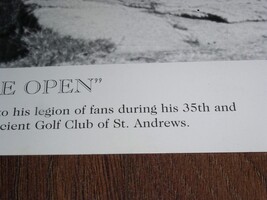 E OPEN”
to his legion of fans during his 35th and
cient Golf Club of St. Andrews.